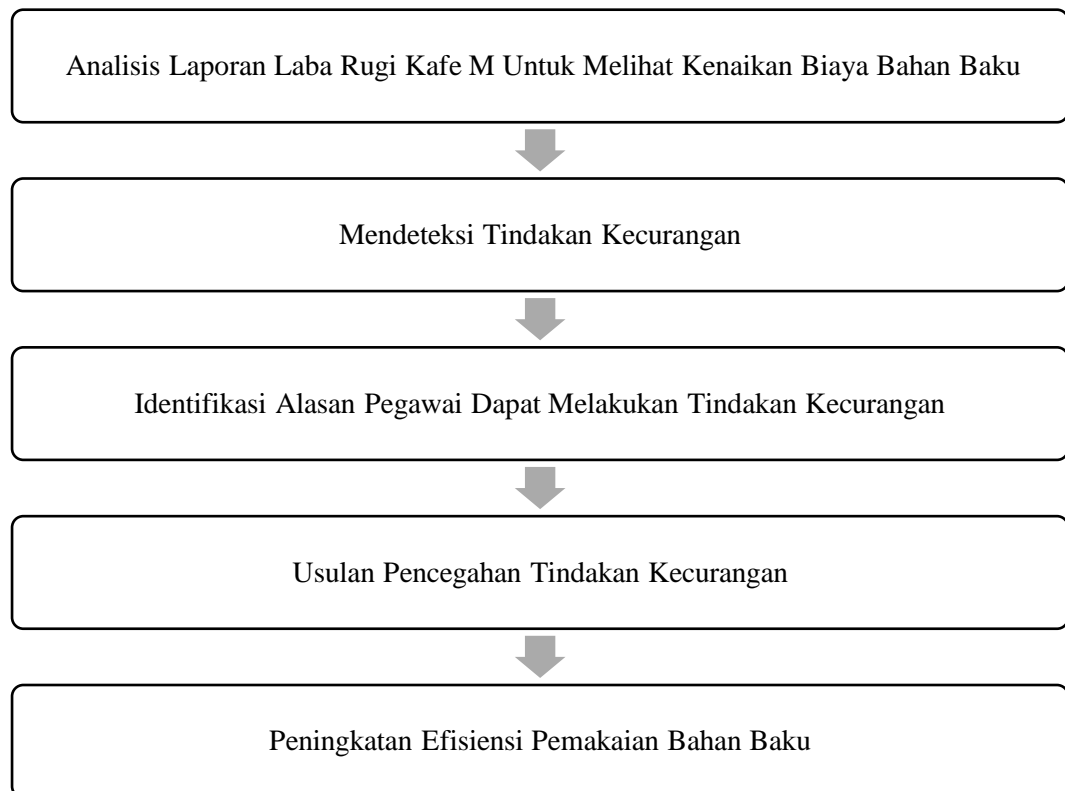 Analisis Laporan Laba Rugi Kafe M Untuk Melihat Kenaikan Biaya Bahan Baku
Mendeteksi Tindakan Kecurangan
Identifikasi Alasan Pegawai Dapat Melakukan Tindakan Kecurangan
Usulan Pencegahan Tindakan Kecurangan
Peningkatan Efisiensi Pemakaian Bahan Baku